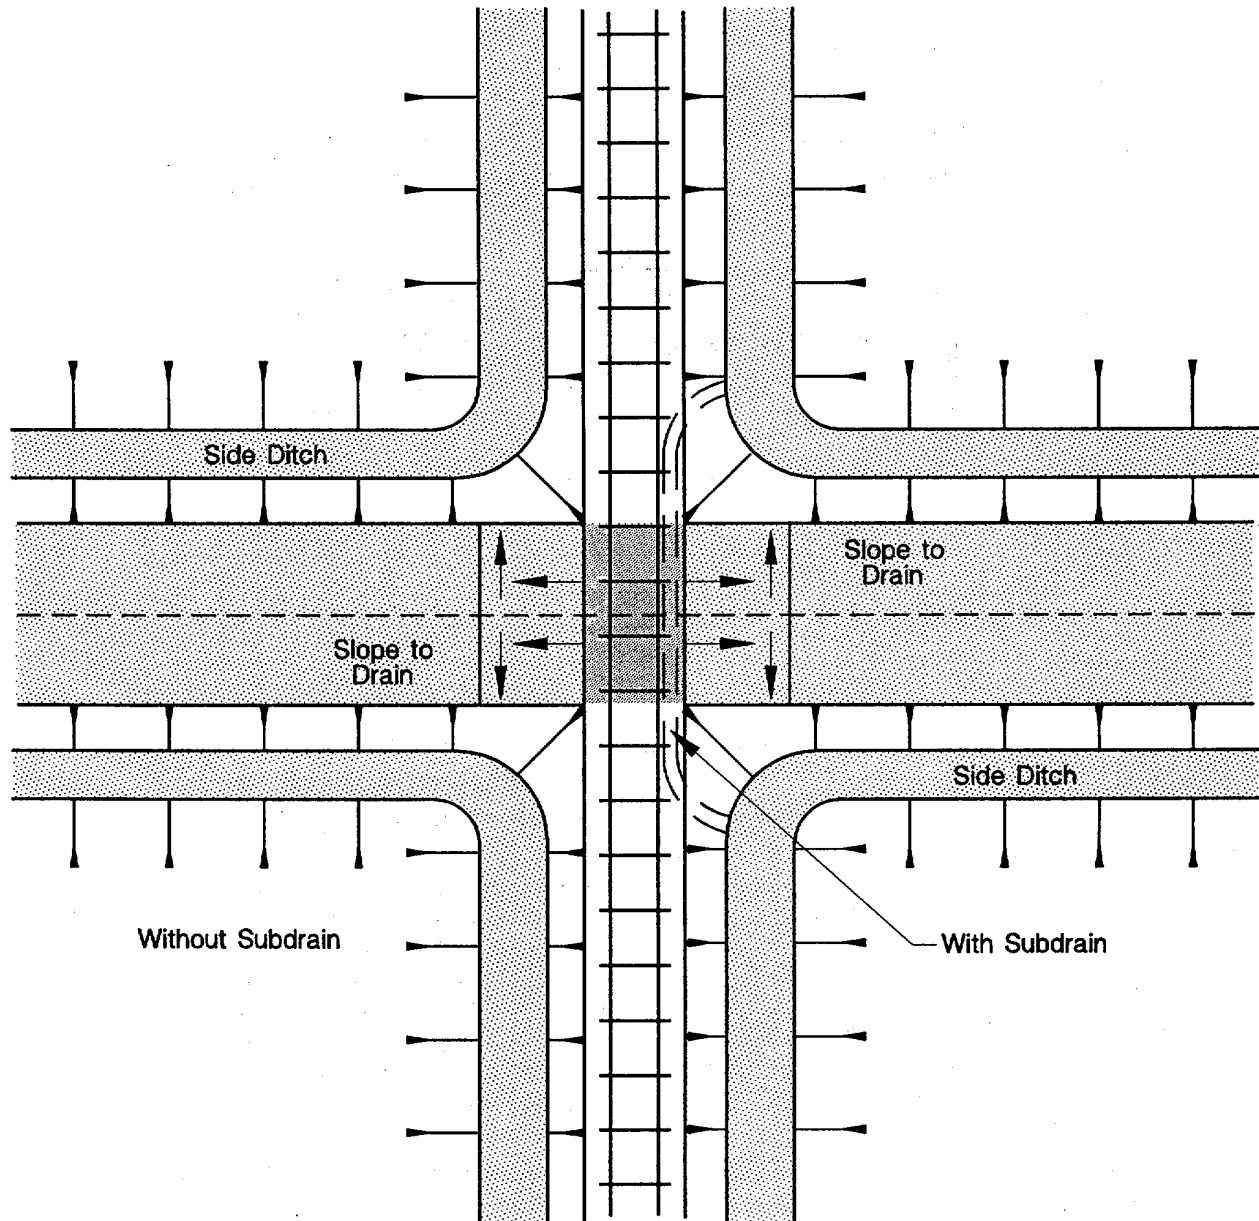 Side Ditch
Slope to
Drain
Slope to
Drain
Side Ditch
Without Subdrain
With Subdrain